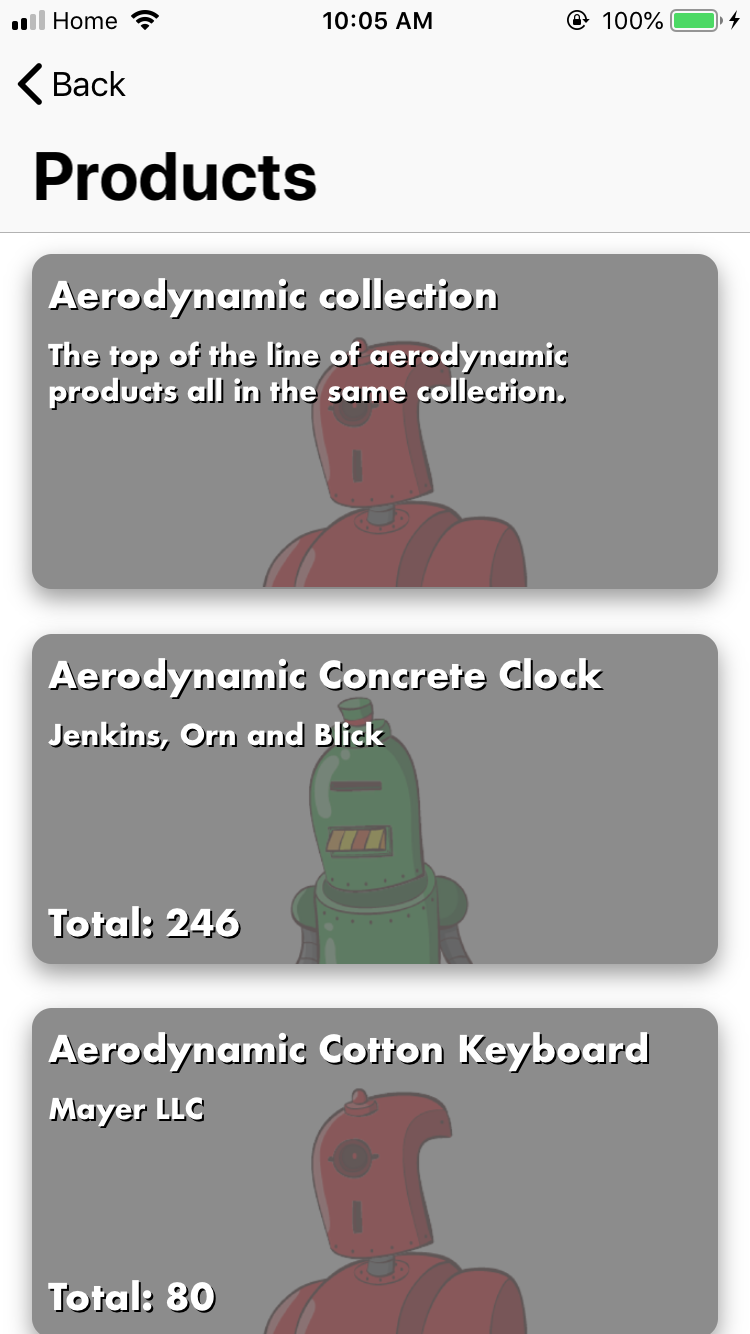 Home 10:05 AM 100%
Back
Products
Aerodynamic collection
The top of the line of aerodynamic
products all in the same collection.
Aerodynamic Concrete Clock
Jenkins, Orn and Blick
Total: 246
Aerodynamic Cotton Keyboard
Mayer LLC
Total: 80